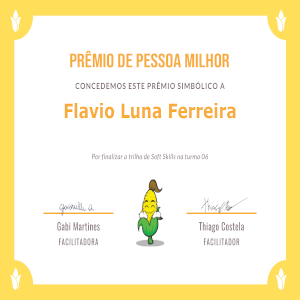 PRÊMIO DE PESSOA MILHOR
CONCEDEMOS ESTE PRÊMIO SIMBÓLICO A
Flavio Luna Ferreira
Por finalizar a trilha de Soft Skills na turma 06
Gabi Martines
FACILITADORA
Thiago Costela
FACILITADOR